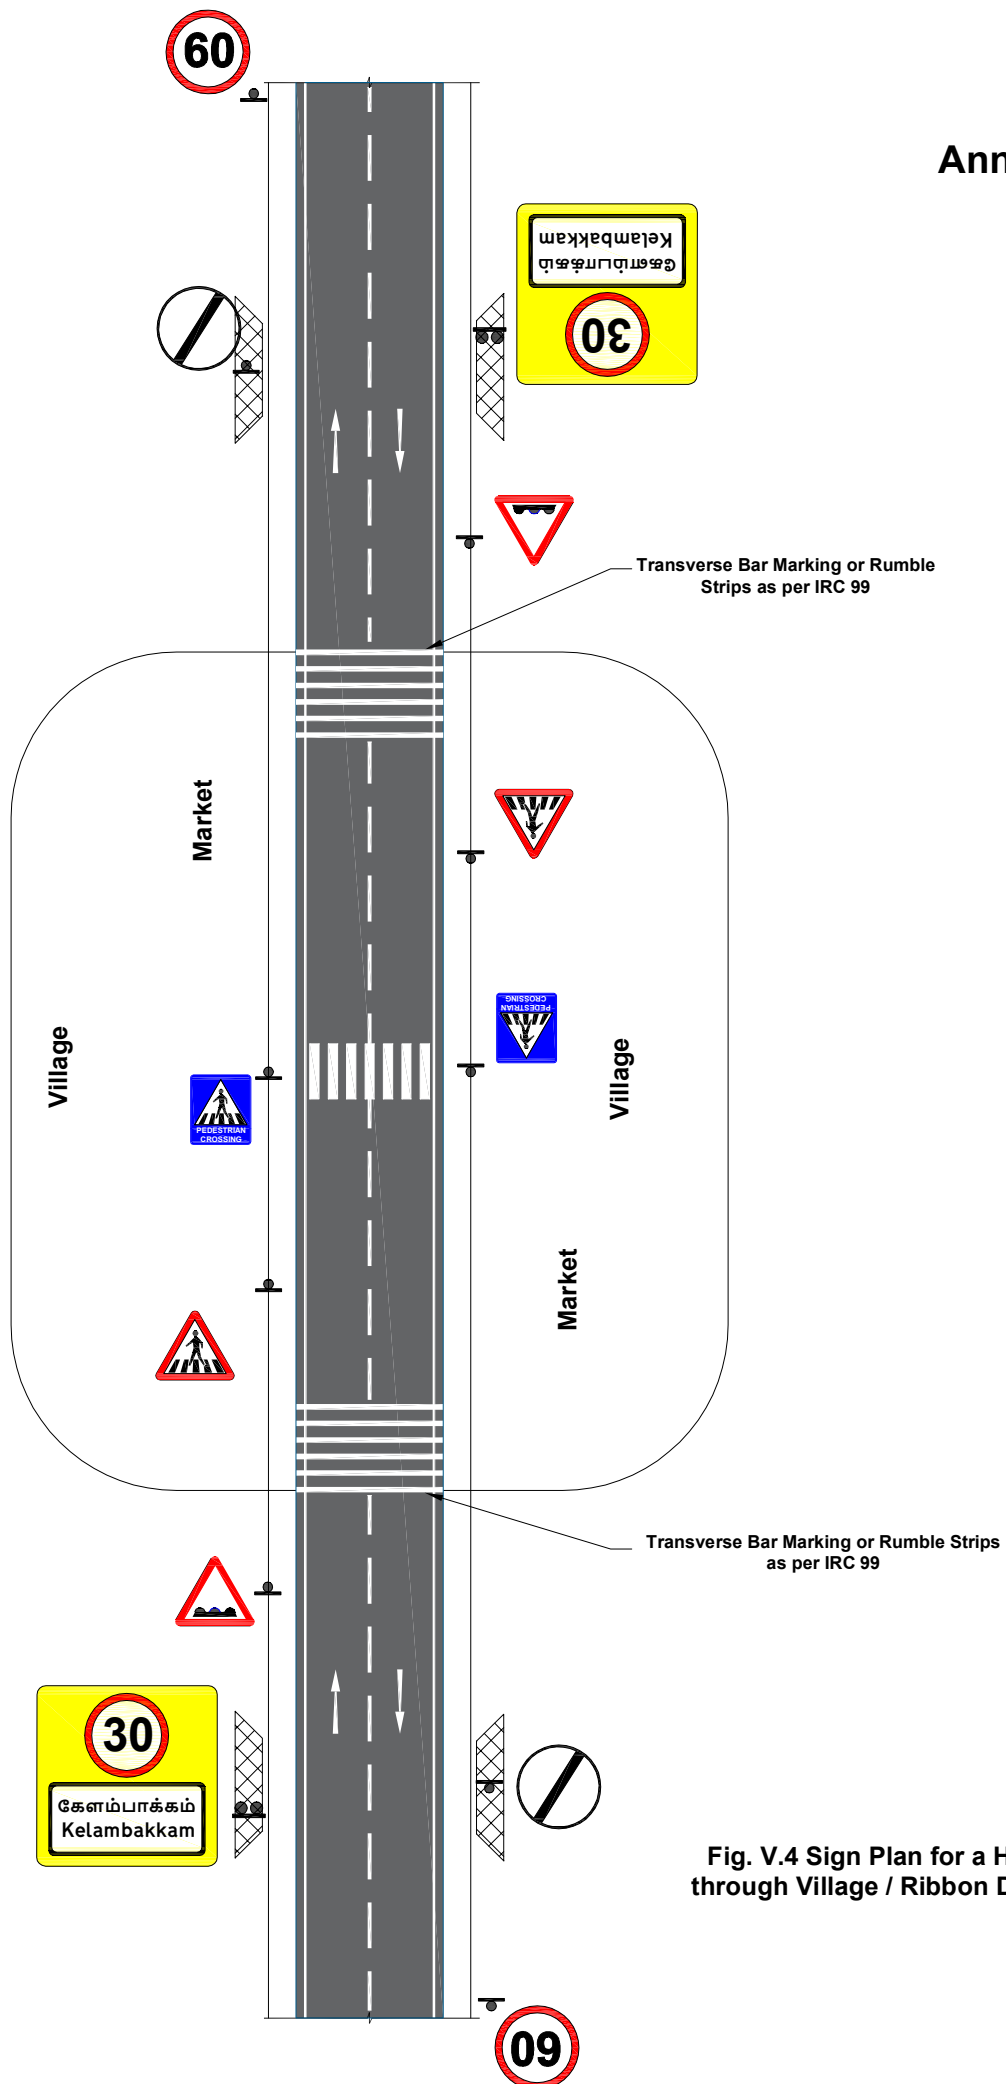 60
Ann
கேளம்பாக்கம்
Kelambakkam
30
Transverse Bar Marking or Rumble
Strips as per IRC 99
Market
Village
PEDESTRIAN
CROSSING
PEDESTRIAN
CROSSING
Village
Market
Transverse Bar Marking or Rumble Strips
as per IRC 99
30
கேளம்பாக்கம்
Kelambakkam
Fig. V.4 Sign Plan for a H
through Village / Ribbon D
60